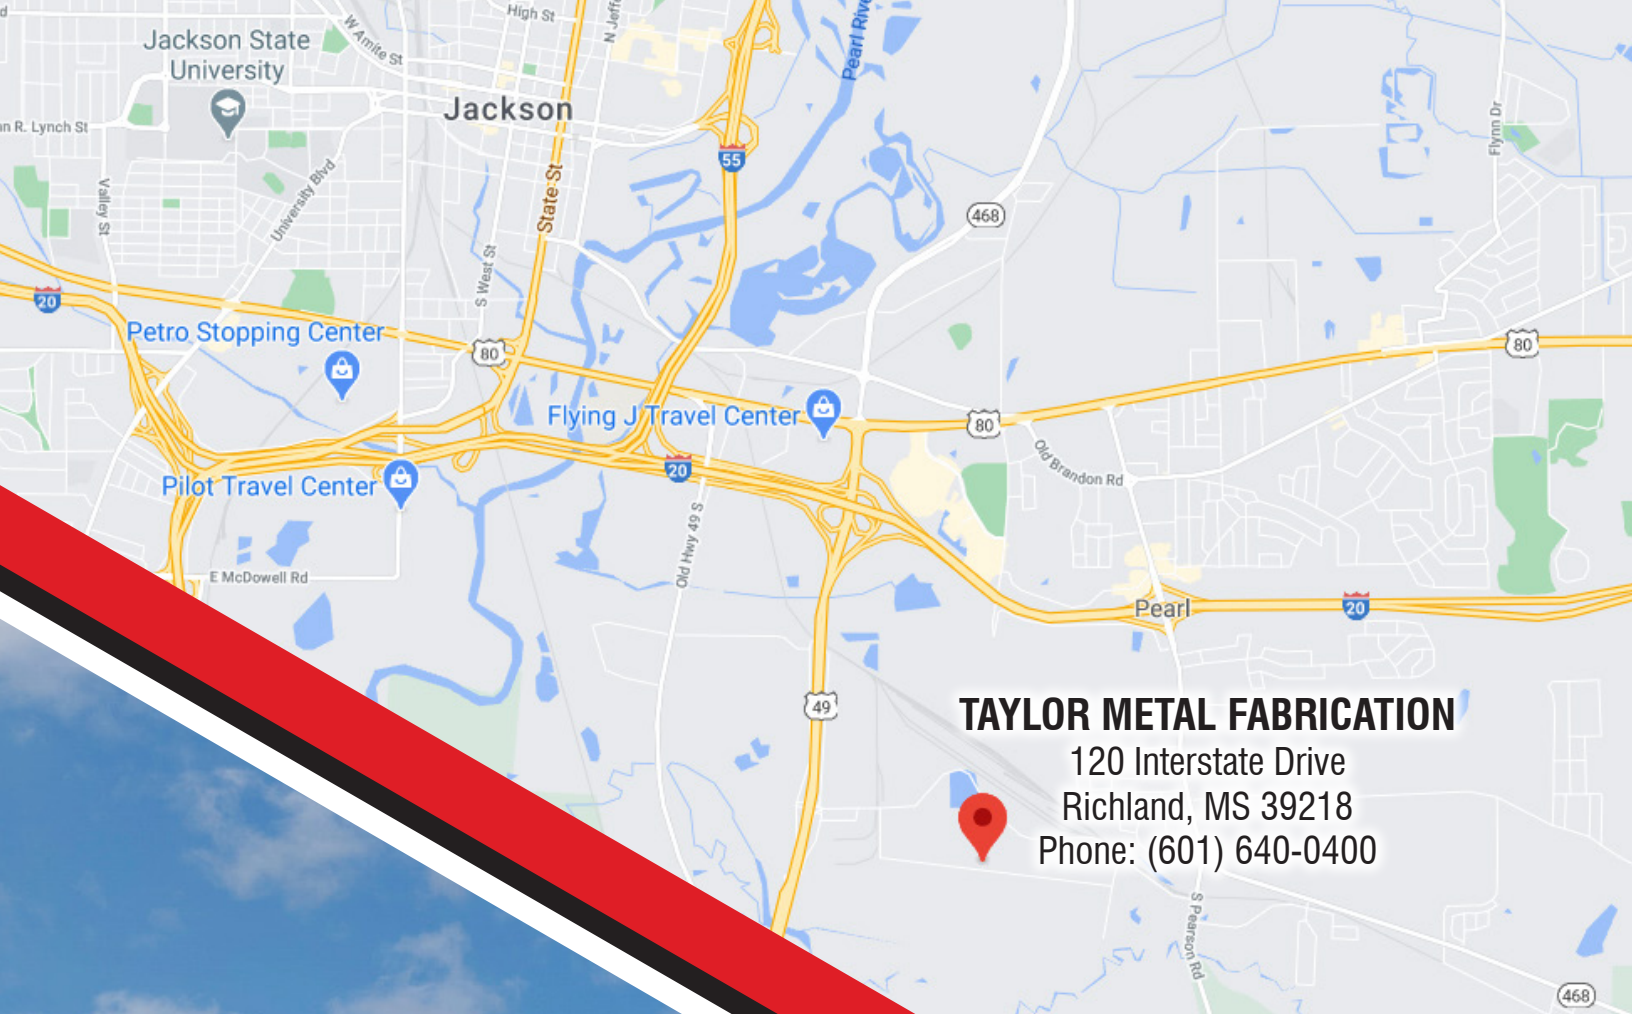 High St
N Jeff
W Amite St
Pearl Rive
Jackson State
University
Jackson
n R. Lynch St
55
Flynn Dr
Valley St
University Blvd
State St
468
S West St
20
Petro Stopping Center
80
80
Flying J Travel Center
80
Old Brandon Rd
20
Pilot Travel Center
Old Hwy 49 S
E McDowell Rd
Pearl
20
49
TAYLOR METAL FABRICATION
120 Interstate Drive
Richland, MS 39218
Phone: (601) 640-0400
S Pearson Rd
468